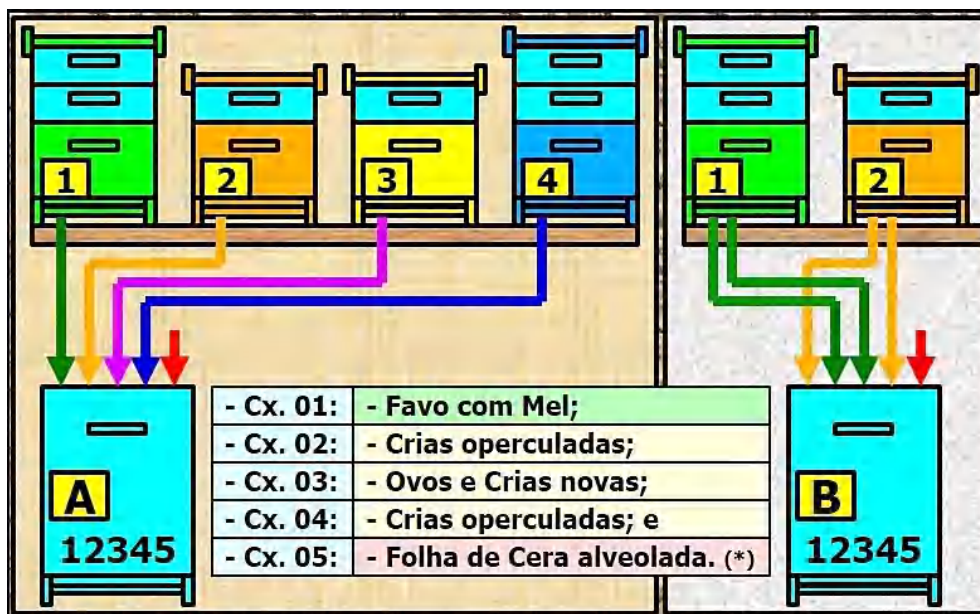 1 2 3 4
1 2
- Cx. 01: - Favo com Mel;
- Cx. 02: - Crias operculadas;
- Cx. 03: - Ovos e Crias novas;
- Cx. 04: - Crias operculadas; e
- Cx. 05: - Folha de Cera alveolada. (*)
A
12345
B
12345